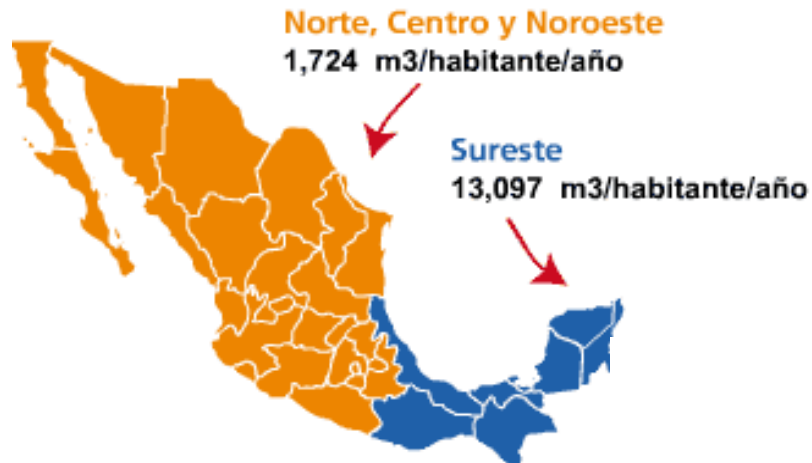 Norte, Centro y Noroeste
1,724 m3/habitante/año
Sureste
13,097 m3/habitante/año